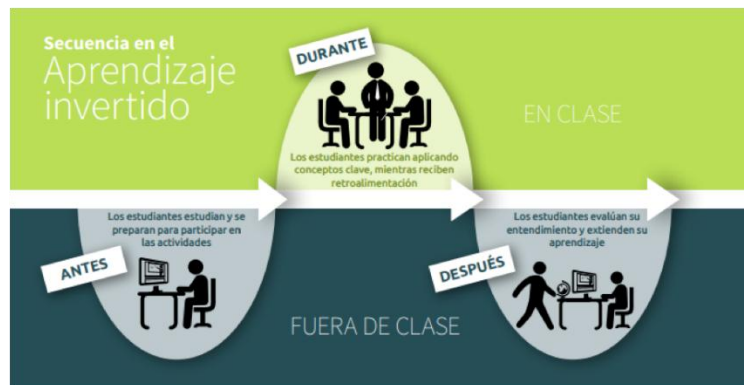 Secuencia en el
Aprendizaje
invertido
DURANTE
EN CLASE
Los estudiantes practican aplicando
conceptos clave, mientras reciben
retroalimentación
Los estudiantes estudian y se
preparan para participar en
las actividades
ANTES
Los estudiantes evalúan su
entendimiento y extienden su
aprendizaje
DESPUÉS
FUERA DE CLASE